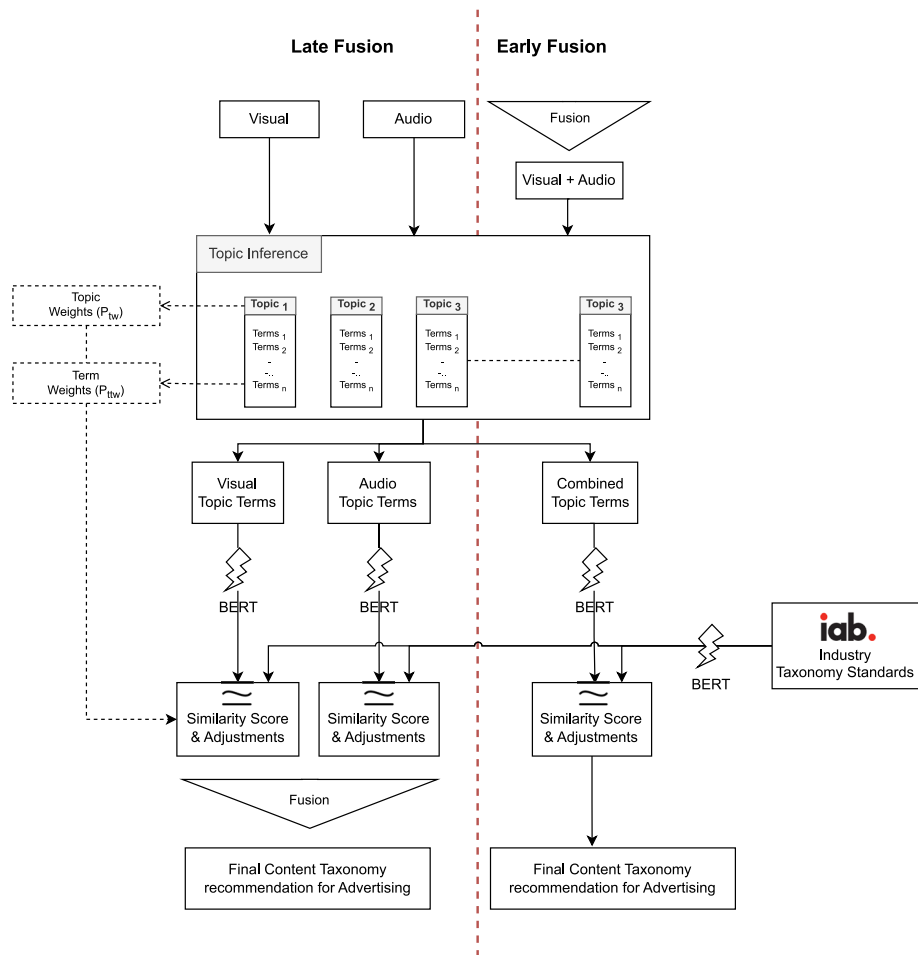 Late Fusion
Early Fusion
Visual
Audio
Fusion
Visual + Audio
Topic Inference
Topic
Weights (Ptw)
Term
Weights (Pttw)
Topic 1
Terms 1
Terms 2
-
-..
Terms n
Topic 2
Terms 1
Terms 2
-
-..
Terms n
Topic 3
Terms 1
Terms 2
-
-..
Terms n
Topic 3
Terms 1
Terms 2
-
-..
Terms n
Visual
Topic Terms
Audio
Topic Terms
Combined
Topic Terms
BERT
BERT
BERT
BERT
iab.
Industry
Taxonomy Standards
Similarity Score
& Adjustments
Similarity Score
& Adjustments
Similarity Score
& Adjustments
Fusion
Final Content Taxonomy
recommendation for Advertising
Final Content Taxonomy
recommendation for Advertising